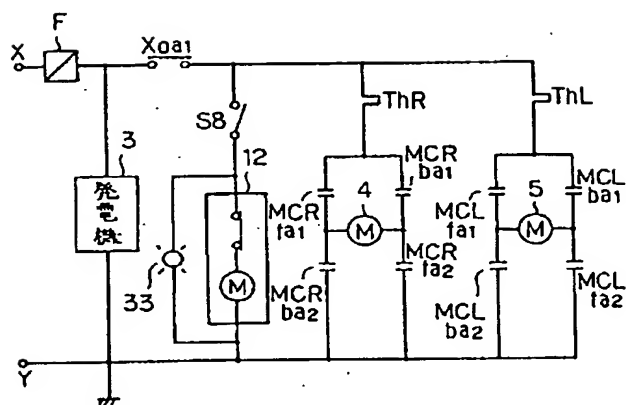 F
X
Xoa1
ThR
ThL
S8
3
12
発電機
MCR
ba1
MCL
ba1
4
5
M
M
MCR
fa1
MCL
fa1
MCR
fa2
MCL
fa2
33
M
MCR
ba2
MCL
ba2
Y